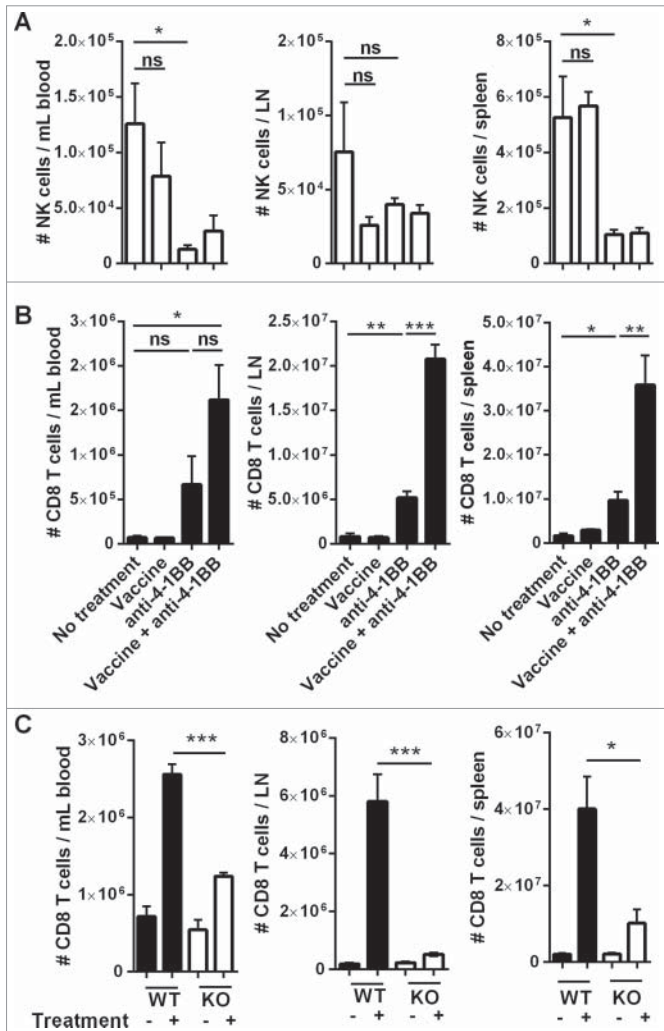 A
# NK cells / mL blood
2.0×10⁵
1.5×10⁵
1.0×10⁵
5.0×10⁴
0
*
ns
# NK cells / LN
2×10⁵
1×10⁵
5×10⁴
0
ns
ns
# NK cells / spleen
8×10⁵
6×10⁵
4×10⁵
2×10⁵
0
*
ns
B
# CD8 T cells / mL blood
3×10⁶
2×10⁶
2×10⁶
1×10⁶
5×10⁵
0
*
ns ns
No treatment
Vaccine
anti-4-1BB
Vaccine + anti-4-1BB
# CD8 T cells / LN
2.5×10⁷
2.0×10⁷
1.5×10⁷
1.0×10⁷
5.0×10⁶
0
** ***
No treatment
Vaccine
anti-4-1BB
Vaccine + anti-4-1BB
# CD8 T cells / spleen
5.0×10⁷
4.0×10⁷
3.0×10⁷
2.0×10⁷
1.0×10⁷
0
* **
No treatment
Vaccine
anti-4-1BB
Vaccine + anti-4-1BB
C
# CD8 T cells / mL blood
3×10⁶
2×10⁶
1×10⁶
0
***
WT KO
Treatment - + - +
# CD8 T cells / LN
8×10⁶
6×10⁶
4×10⁶
2×10⁶
0
***
WT KO
- + - +
# CD8 T cells / spleen
6×10⁷
4×10⁷
2×10⁷
0
*
WT KO
- + - +